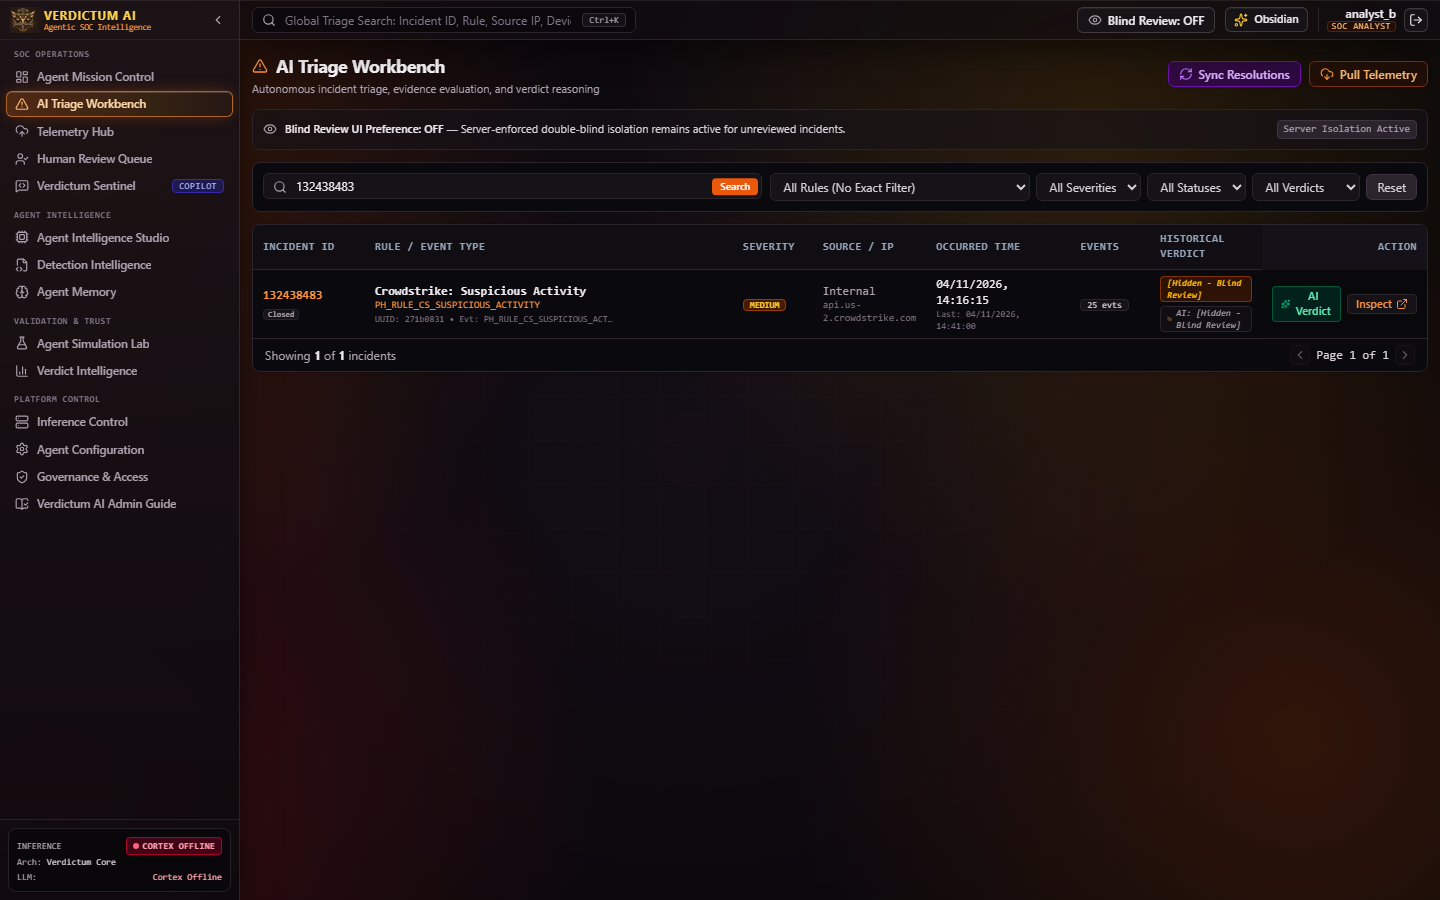 VERDICTUM AI
Agentic SOC Intelligence
SOC OPERATIONS
Agent Mission Control
AI Triage Workbench
Telemetry Hub
Human Review Queue
Verdictum Sentinel COPILOT
AGENT INTELLIGENCE
Agent Intelligence Studio
Detection Intelligence
Agent Memory
VALIDATION & TRUST
Agent Simulation Lab
Verdict Intelligence
PLATFORM CONTROL
Inference Control
Agent Configuration
Governance & Access
Verdictum AI Admin Guide
INFERENCE CORTEX OFFLINE
Arch: Verdictum Core
LLM: Cortex Offline
Global Triage Search: Incident ID, Rule, Source IP, Devi Ctrl+K
Blind Review: OFF
Obsidian
analyst_b
SOC ANALYST
AI Triage Workbench
Autonomous incident triage, evidence evaluation, and verdict reasoning
Sync Resolutions
Pull Telemetry
Blind Review UI Preference: OFF — Server-enforced double-blind isolation remains active for unreviewed incidents.
Server Isolation Active
132438483 Search
All Rules (No Exact Filter)
All Severities
All Statuses
All Verdicts
Reset
INCIDENT ID RULE / EVENT TYPE SEVERITY SOURCE / IP OCCURRED TIME EVENTS HISTORICAL VERDICT ACTION
132438483
Closed
Crowdstrike: Suspicious Activity
PH_RULE_CS_SUSPICIOUS_ACTIVITY
UUID: 271b0831 • Evt: PH_RULE_CS_SUSPICIOUS_ACT…
MEDIUM
Internal
api.us-
2.crowdstrike.com
04/11/2026,
14:16:15
Last: 04/11/2026,
14:41:00
25 evts
[Hidden - Blind
Review]
AI: [Hidden -
Blind Review]
AI
Verdict
Inspect
Showing 1 of 1 incidents
Page 1 of 1